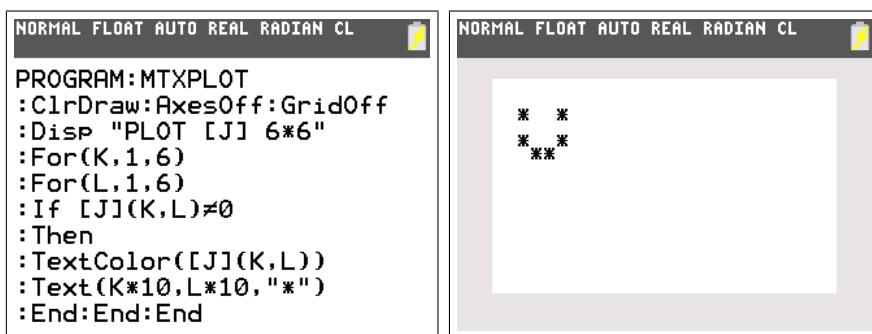 NORMAL FLOAT AUTO REAL RADIAN CL
PROGRAM:MTXPLOT
:ClrDraw:AxesOff:GridOff
:Disp "PLOT [J] 6*6"
:For(K,1,6)
:For(L,1,6)
:If [J](K,L)≠0
:Then
:TextColor([J](K,L))
:Text(K*10,L*10,"*")
:End:End:End
NORMAL FLOAT AUTO REAL RADIAN CL
* *
* *
**